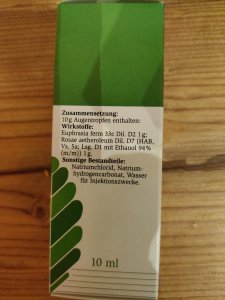 Zusammensetzung:
10 g Augentropfen enthalten:
Wirkstoffe:
Euphrasia ferm 33c Dil. D2 1g;
Rosae aetheroleum Dil. D7 (HAB,
Vs. 5a; Lsg. D1 mit Ethanol 94%
(m/m)) 1 g.
Sonstige Bestandteile:
Natriumchlorid, Natrium-
hydrogencarbonat, Wasser
für Injektionszwecke.
10 ml